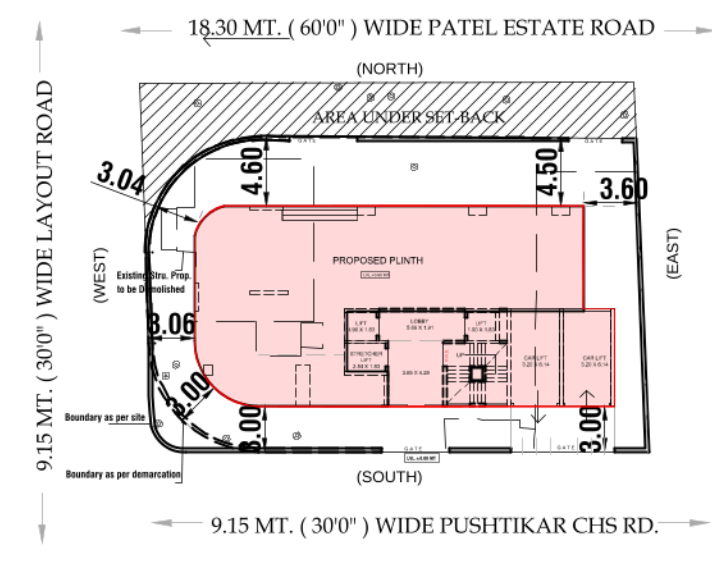 18.30 MT. ( 60'0" ) WIDE PATEL ESTATE ROAD
(NORTH)
AREA UNDER SET-BACK
GATE
GATE
3.04
4.60
4.50
3.60
9.15 MT. ( 30'0" ) WIDE LAYOUT ROAD
(WEST)
(EAST)
PROPOSED PLINTH
Existing Stru. Prop.
to be Demolished
3.06
LIFT
LOBBY
LIFT
STRETCHER
LIFT
UP
CAR LIFT
CAR LIFT
3.00
3.00
3.00
Boundary as per site
GATE
GATE
Boundary as per demarcation
(SOUTH)
9.15 MT. ( 30'0" ) WIDE PUSHTIKAR CHS RD.